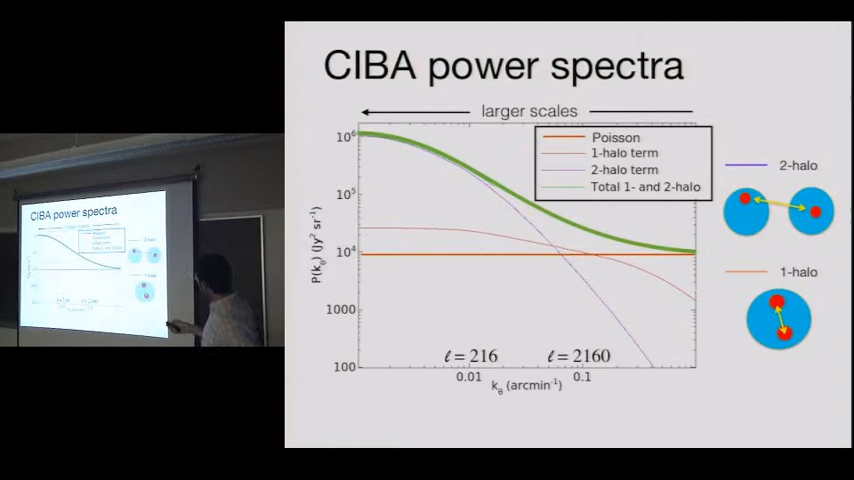 CIBA power spectra
larger scales
10⁶
10⁵
10⁴
1000
100
P(kθ) (Jy² sr⁻¹)
Poisson
1-halo term
2-halo term
Total 1- and 2-halo
ℓ = 216
ℓ = 2160
0.01
0.1
kθ (arcmin⁻¹)
2-halo
1-halo
CIBA power spectra